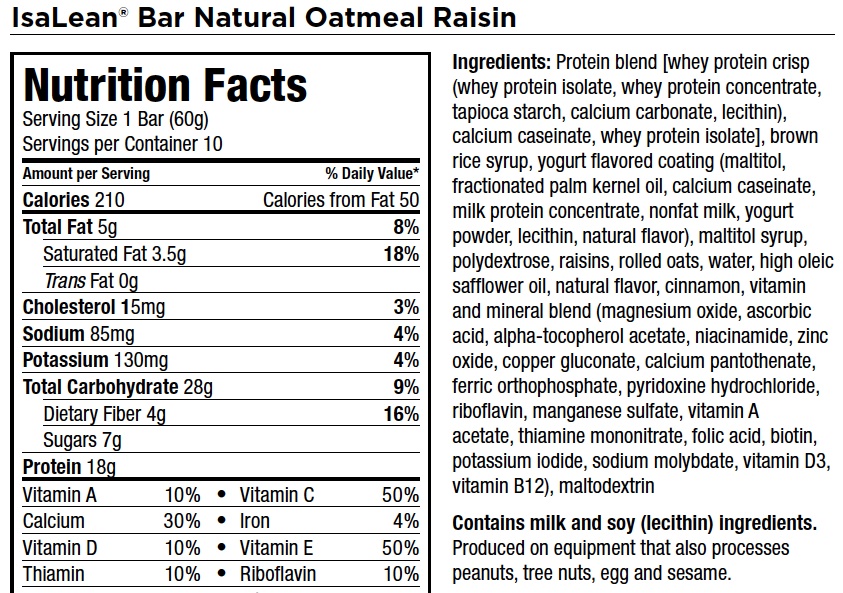 IsaLean® Bar Natural Oatmeal Raisin
Nutrition Facts
Serving Size 1 Bar (60g)
Servings per Container 10
Amount per Serving % Daily Value*
Calories 210 Calories from Fat 50
Total Fat 5g 8%
Saturated Fat 3.5g 18%
Trans Fat 0g
Cholesterol 15mg 3%
Sodium 85mg 4%
Potassium 130mg 4%
Total Carbohydrate 28g 9%
Dietary Fiber 4g 16%
Sugars 7g
Protein 18g
Vitamin A 10% • Vitamin C 50%
Calcium 30% • Iron 4%
Vitamin D 10% • Vitamin E 50%
Thiamin 10% • Riboflavin 10%
Ingredients: Protein blend [whey protein crisp
(whey protein isolate, whey protein concentrate,
tapioca starch, calcium carbonate, lecithin),
calcium caseinate, whey protein isolate], brown
rice syrup, yogurt flavored coating (maltitol,
fractionated palm kernel oil, calcium caseinate,
milk protein concentrate, nonfat milk, yogurt
powder, lecithin, natural flavor), maltitol syrup,
polydextrose, raisins, rolled oats, water, high oleic
safflower oil, natural flavor, cinnamon, vitamin
and mineral blend (magnesium oxide, ascorbic
acid, alpha-tocopherol acetate, niacinamide, zinc
oxide, copper gluconate, calcium pantothenate,
ferric orthophosphate, pyridoxine hydrochloride,
riboflavin, manganese sulfate, vitamin A
acetate, thiamine mononitrate, folic acid, biotin,
potassium iodide, sodium molybdate, vitamin D3,
vitamin B12), maltodextrin
Contains milk and soy (lecithin) ingredients.
Produced on equipment that also processes
peanuts, tree nuts, egg and sesame.